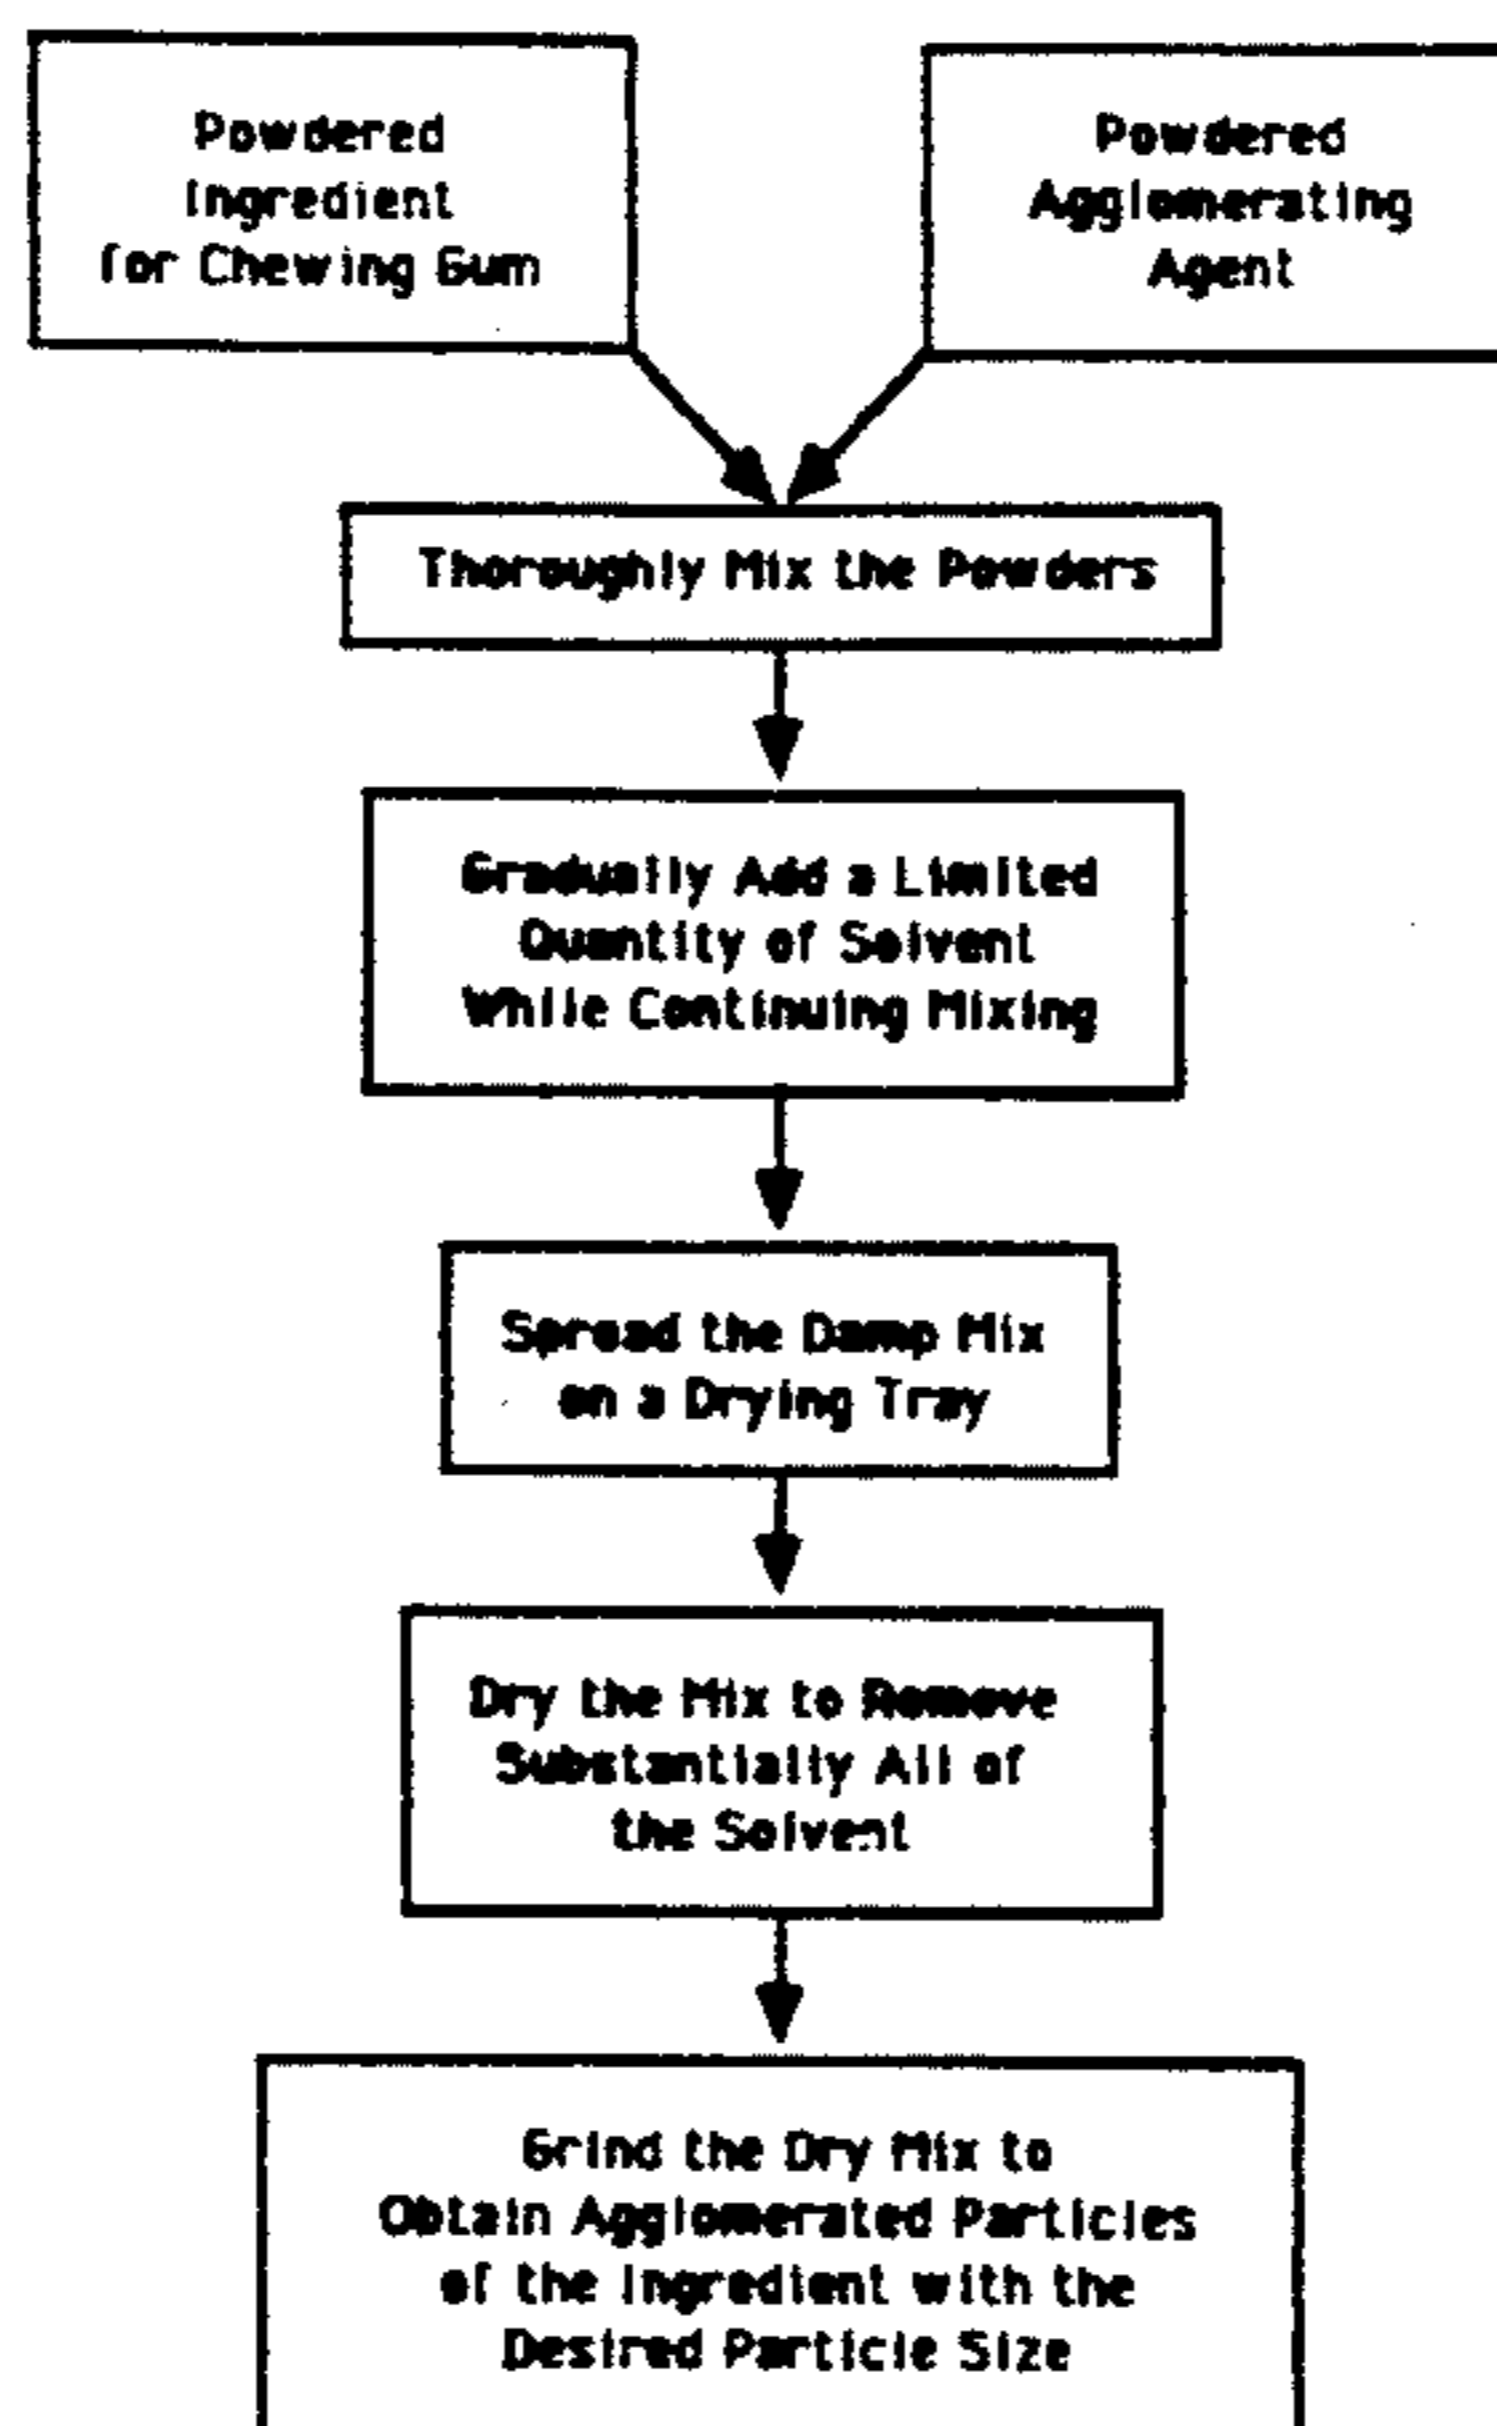 Powdered
Ingredient
for Chewing Gum
Powdered
Agglomerating
Agent
Thoroughly Mix the Powders
Gradually Add a Limited
Quantity of Solvent
While Continuing Mixing
Spread the Damp Mix
on a Drying Tray
Dry the Mix to Remove
Substantially All of
the Solvent
Grind the Dry Mix to
Obtain Agglomerated Particles
of the Ingredient with the
Desired Particle Size